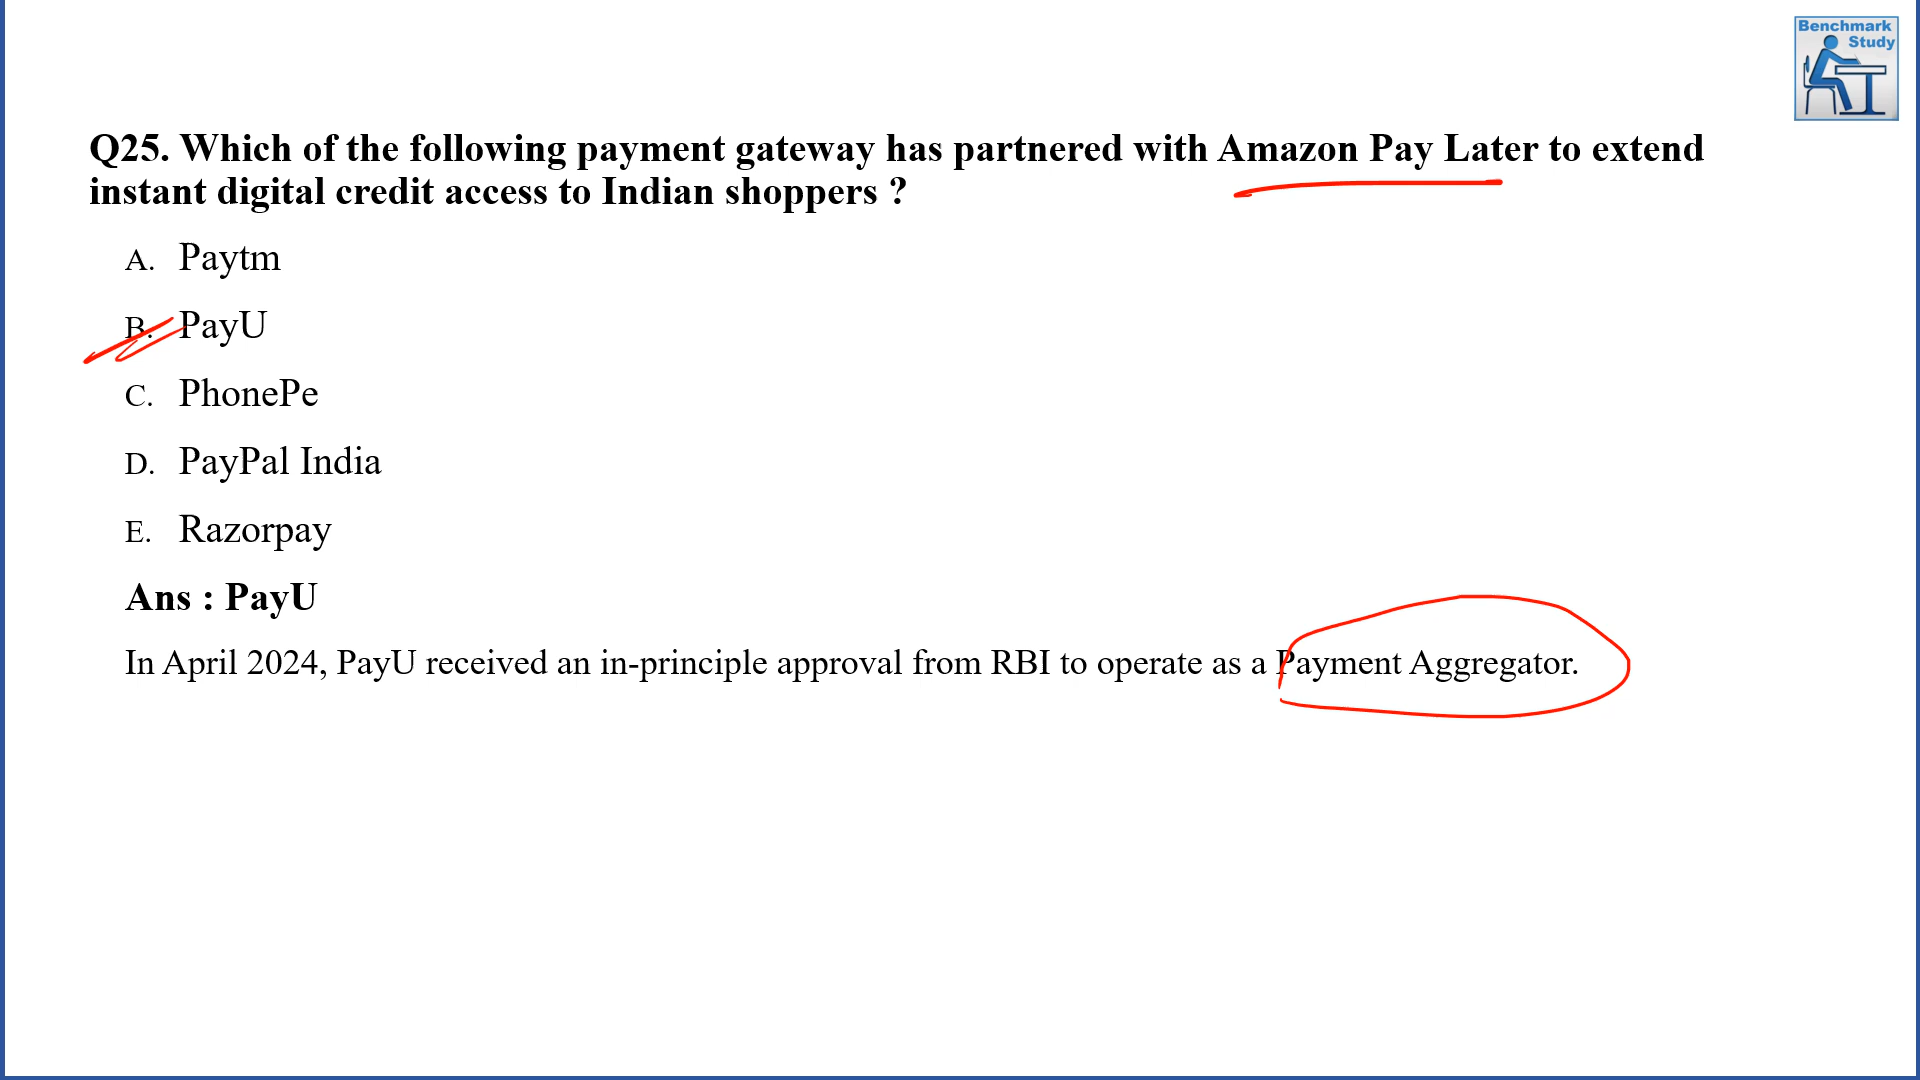 Benchmark
Study
Q25. Which of the following payment gateway has partnered with Amazon Pay Later to extend
instant digital credit access to Indian shoppers ?
A. Paytm
B. PayU
C. PhonePe
D. PayPal India
E. Razorpay
Ans : PayU
In April 2024, PayU received an in-principle approval from RBI to operate as a Payment Aggregator.